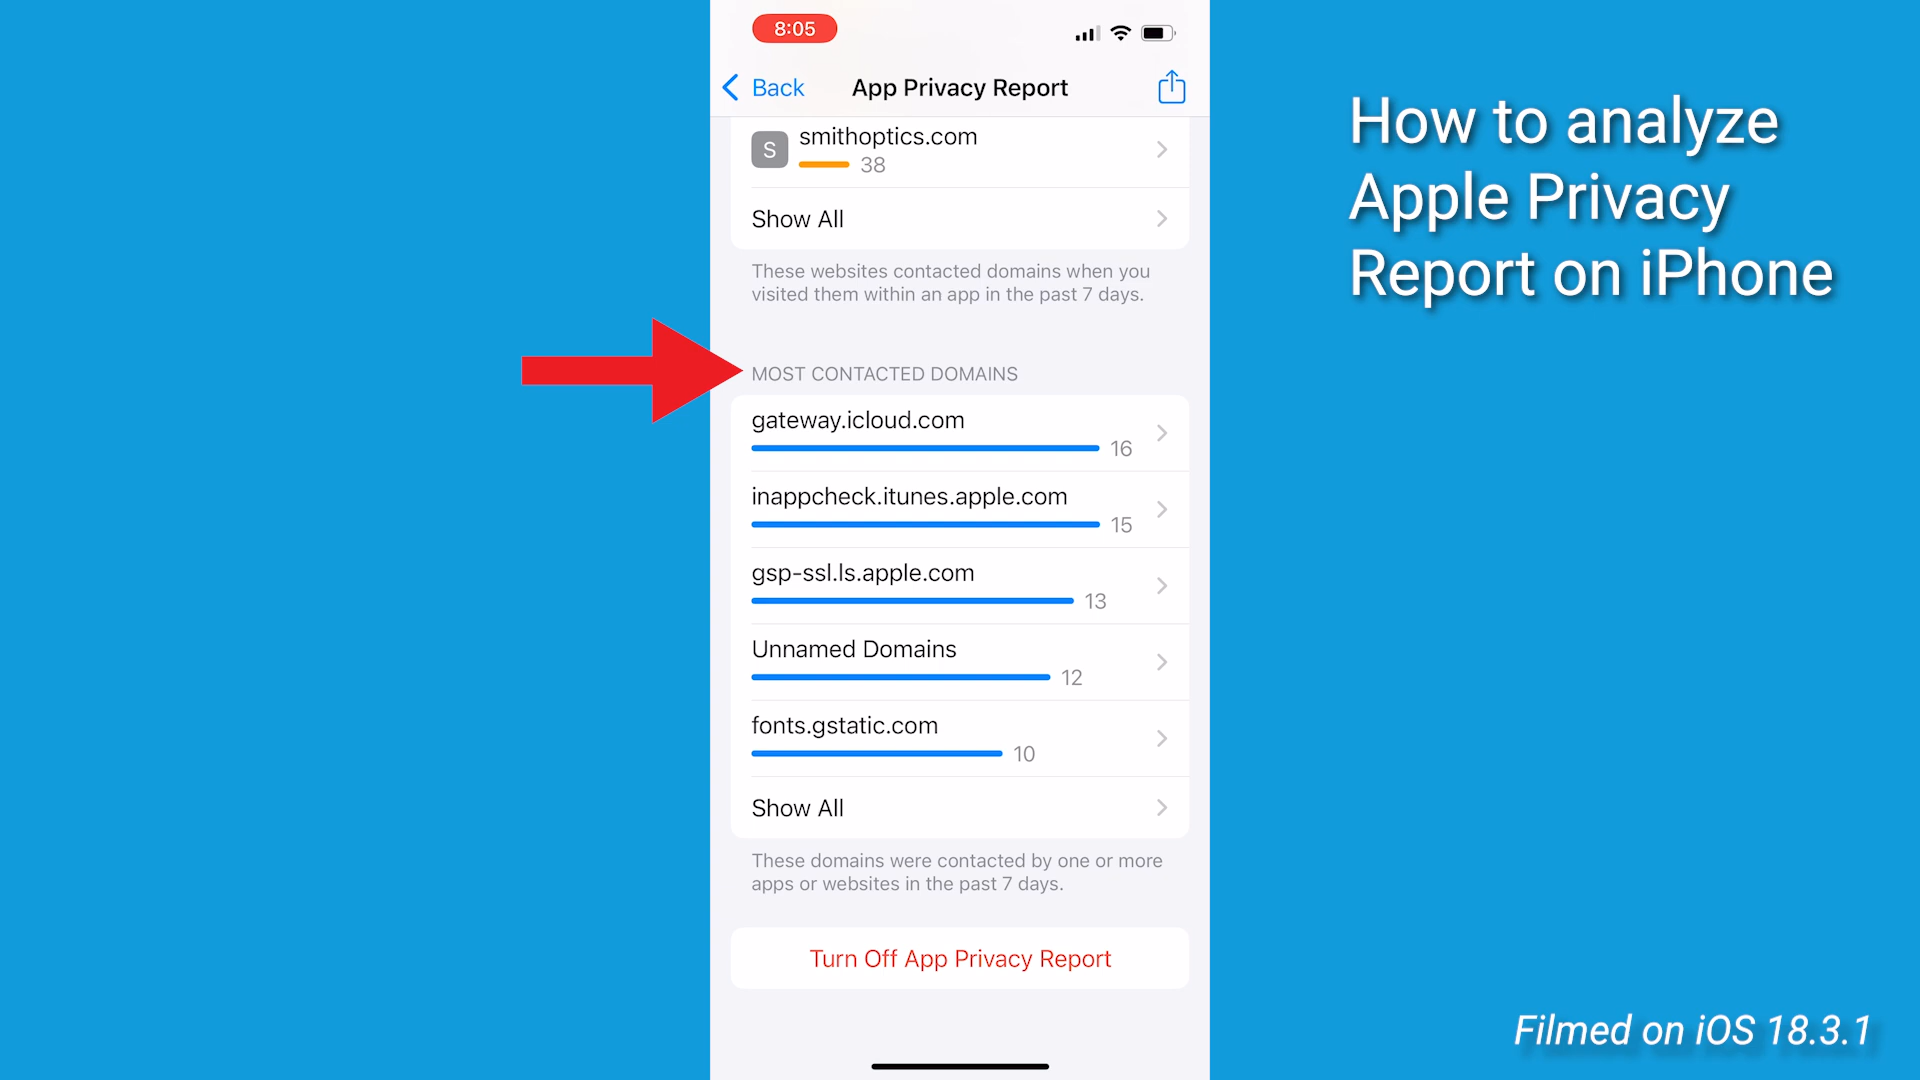 8:05
Back
App Privacy Report
How to analyze
Apple Privacy
Report on iPhone
S
smithoptics.com
38
Show All
These websites contacted domains when you
visited them within an app in the past 7 days.
MOST CONTACTED DOMAINS
gateway.icloud.com
16
inappcheck.itunes.apple.com
15
gsp-ssl.ls.apple.com
13
Unnamed Domains
12
fonts.gstatic.com
10
Show All
These domains were contacted by one or more
apps or websites in the past 7 days.
Turn Off App Privacy Report
Filmed on iOS 18.3.1